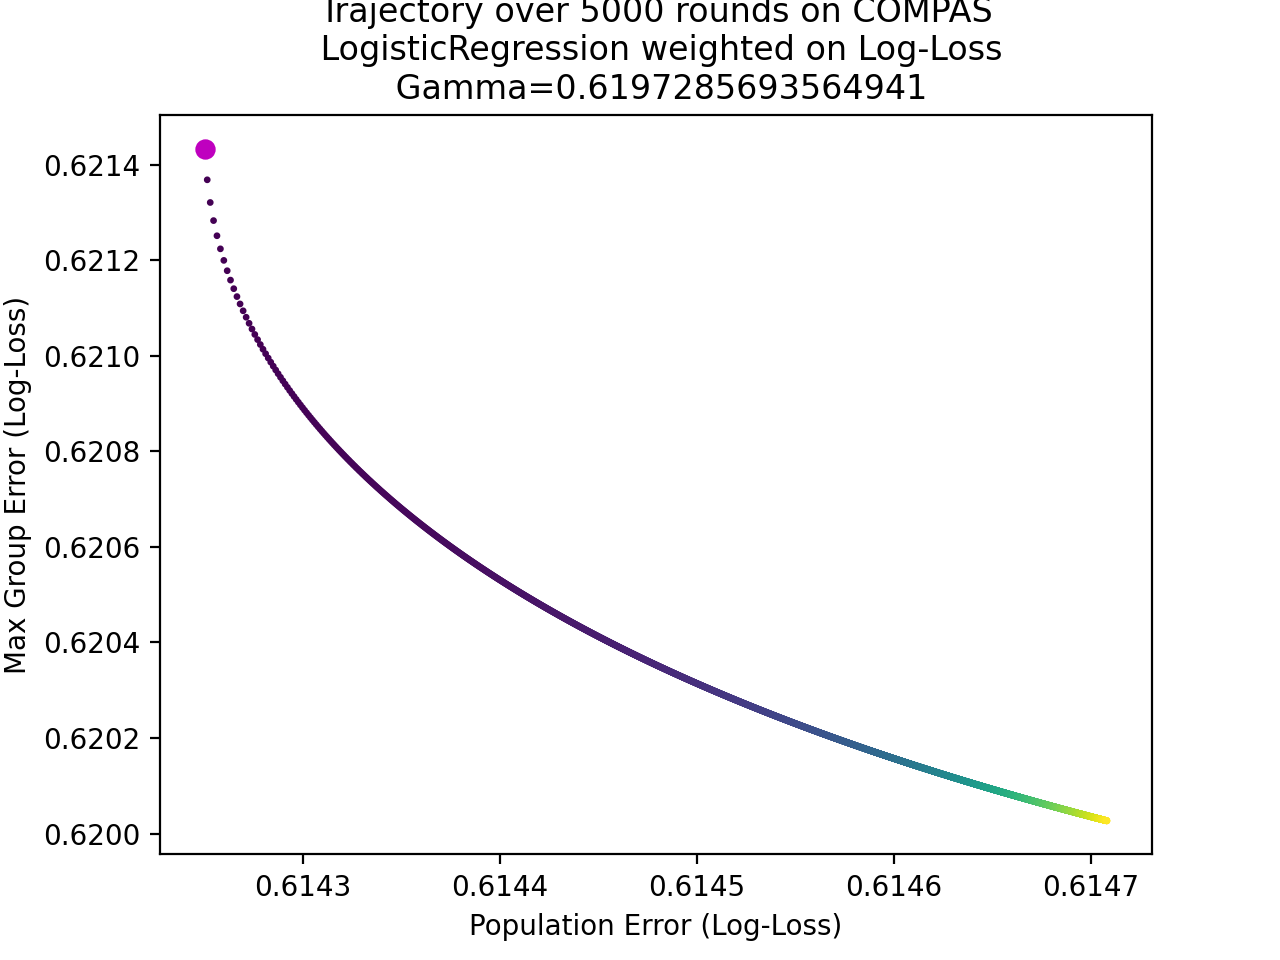 Trajectory over 5000 rounds on COMPAS
LogisticRegression weighted on Log-Loss
Gamma=0.6197285693564941
Max Group Error (Log-Loss)
0.6214
0.6212
0.6210
0.6208
0.6206
0.6204
0.6202
0.6200
0.6143 0.6144 0.6145 0.6146 0.6147
Population Error (Log-Loss)